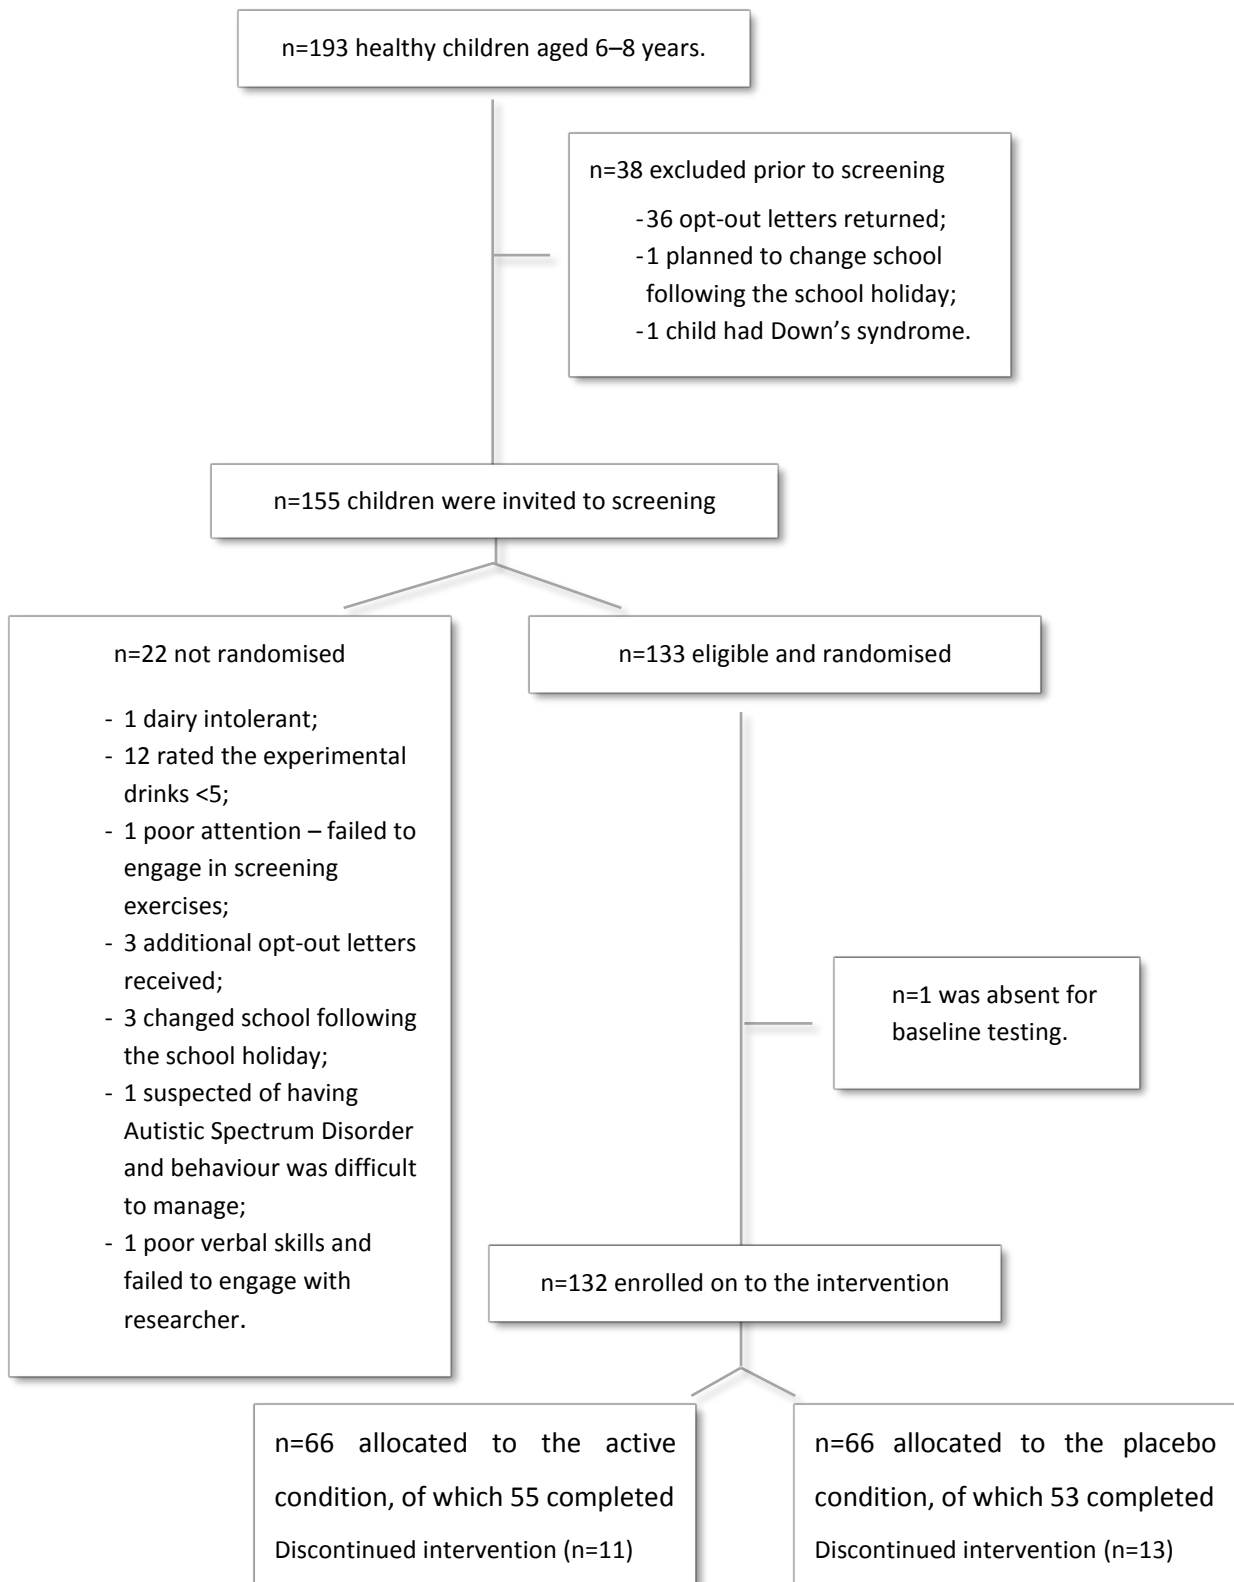 n=193 healthy children aged 6–8 years.
n=38 excluded prior to screening
-36 opt-out letters returned;
-1 planned to change school
following the school holiday;
-1 child had Down’s syndrome.
n=155 children were invited to screening
n=22 not randomised
- 1 dairy intolerant;
- 12 rated the experimental
drinks <5;
- 1 poor attention – failed to
engage in screening
exercises;
- 3 additional opt-out letters
received;
- 3 changed school following
the school holiday;
- 1 suspected of having
Autistic Spectrum Disorder
and behaviour was difficult
to manage;
- 1 poor verbal skills and
failed to engage with
researcher.
n=133 eligible and randomised
n=1 was absent for
baseline testing.
n=132 enrolled on to the intervention
n=66 allocated to the active
condition, of which 55 completed
Discontinued intervention (n=11)
n=66 allocated to the placebo
condition, of which 53 completed
Discontinued intervention (n=13)